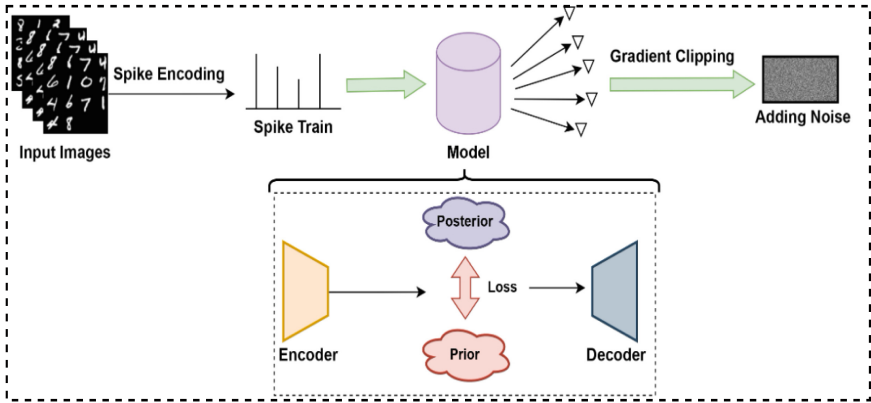 Spike Encoding
Gradient Clipping
Input Images
Spike Train
Model
Adding Noise
Posterior
Loss
Encoder
Prior
Decoder